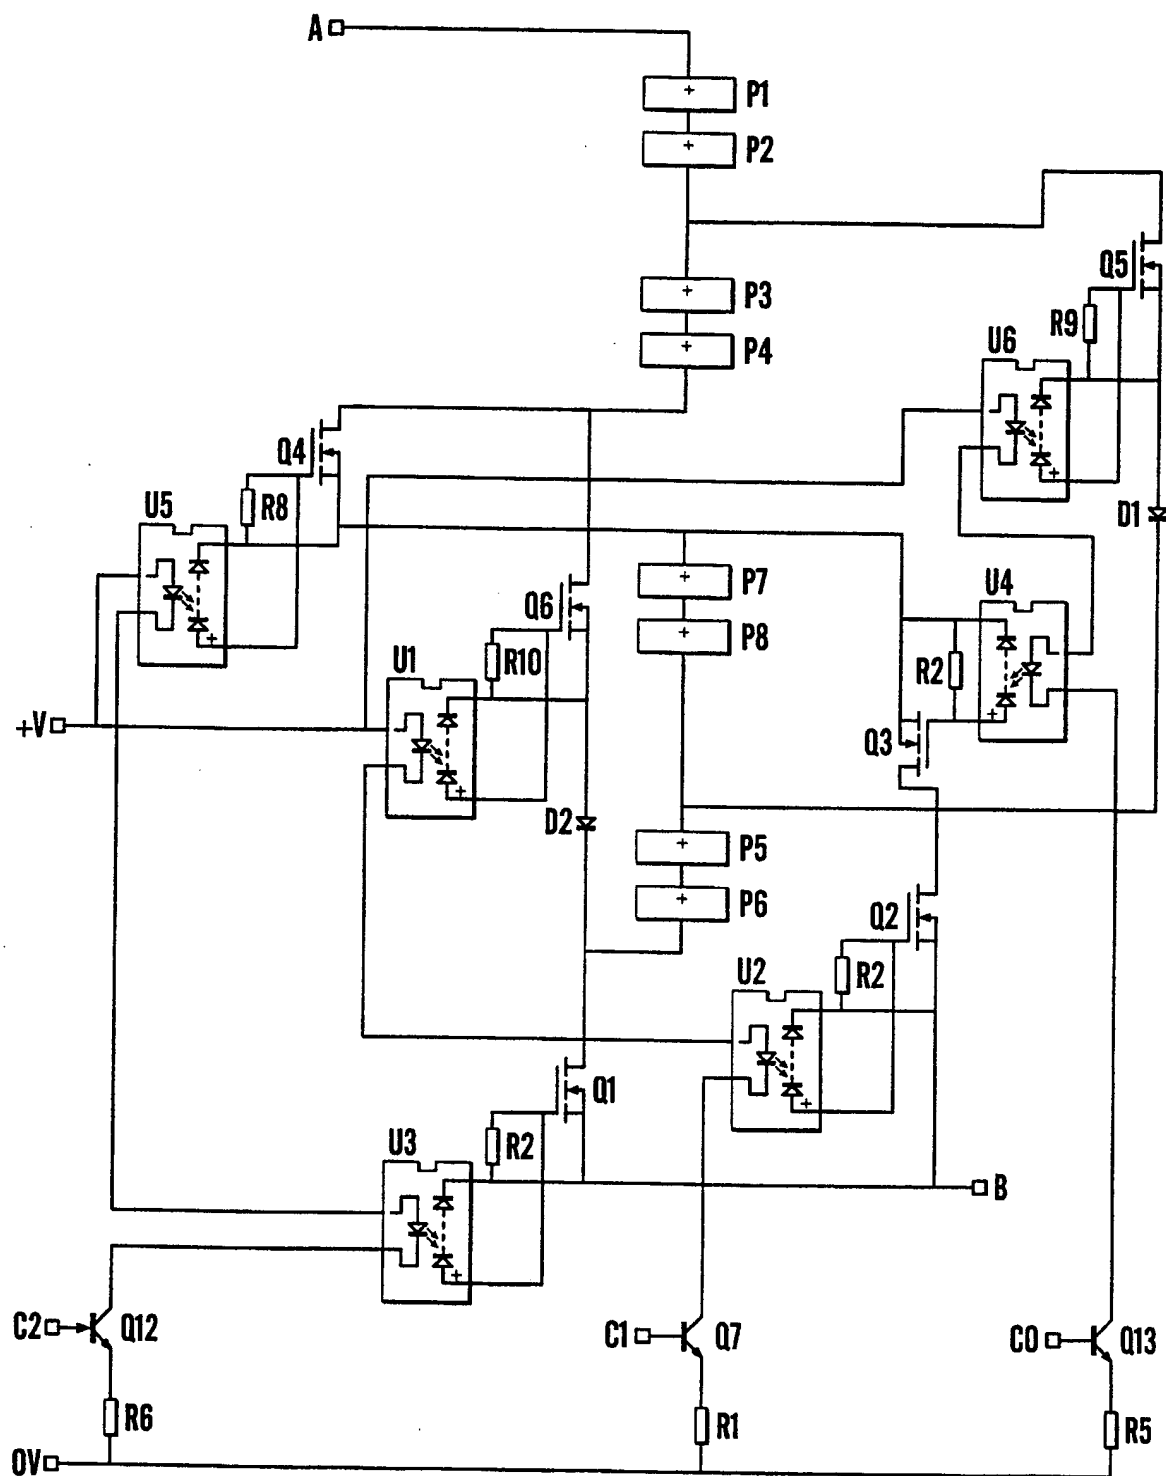 A
+ P1
+ P2
+ P3
+ P4
Q5
R9
U6
+
D1
Q4
R8
U5
+
+ P7
+ P8
U4
R2
+
Q3
Q6
R10
U1
+
+V
D2
+ P5
+ P6
Q2
R2
U2
+
Q1
R2
U3
+
B
C2
Q12
C1
Q7
C0
Q13
R6
R1
R5
0V